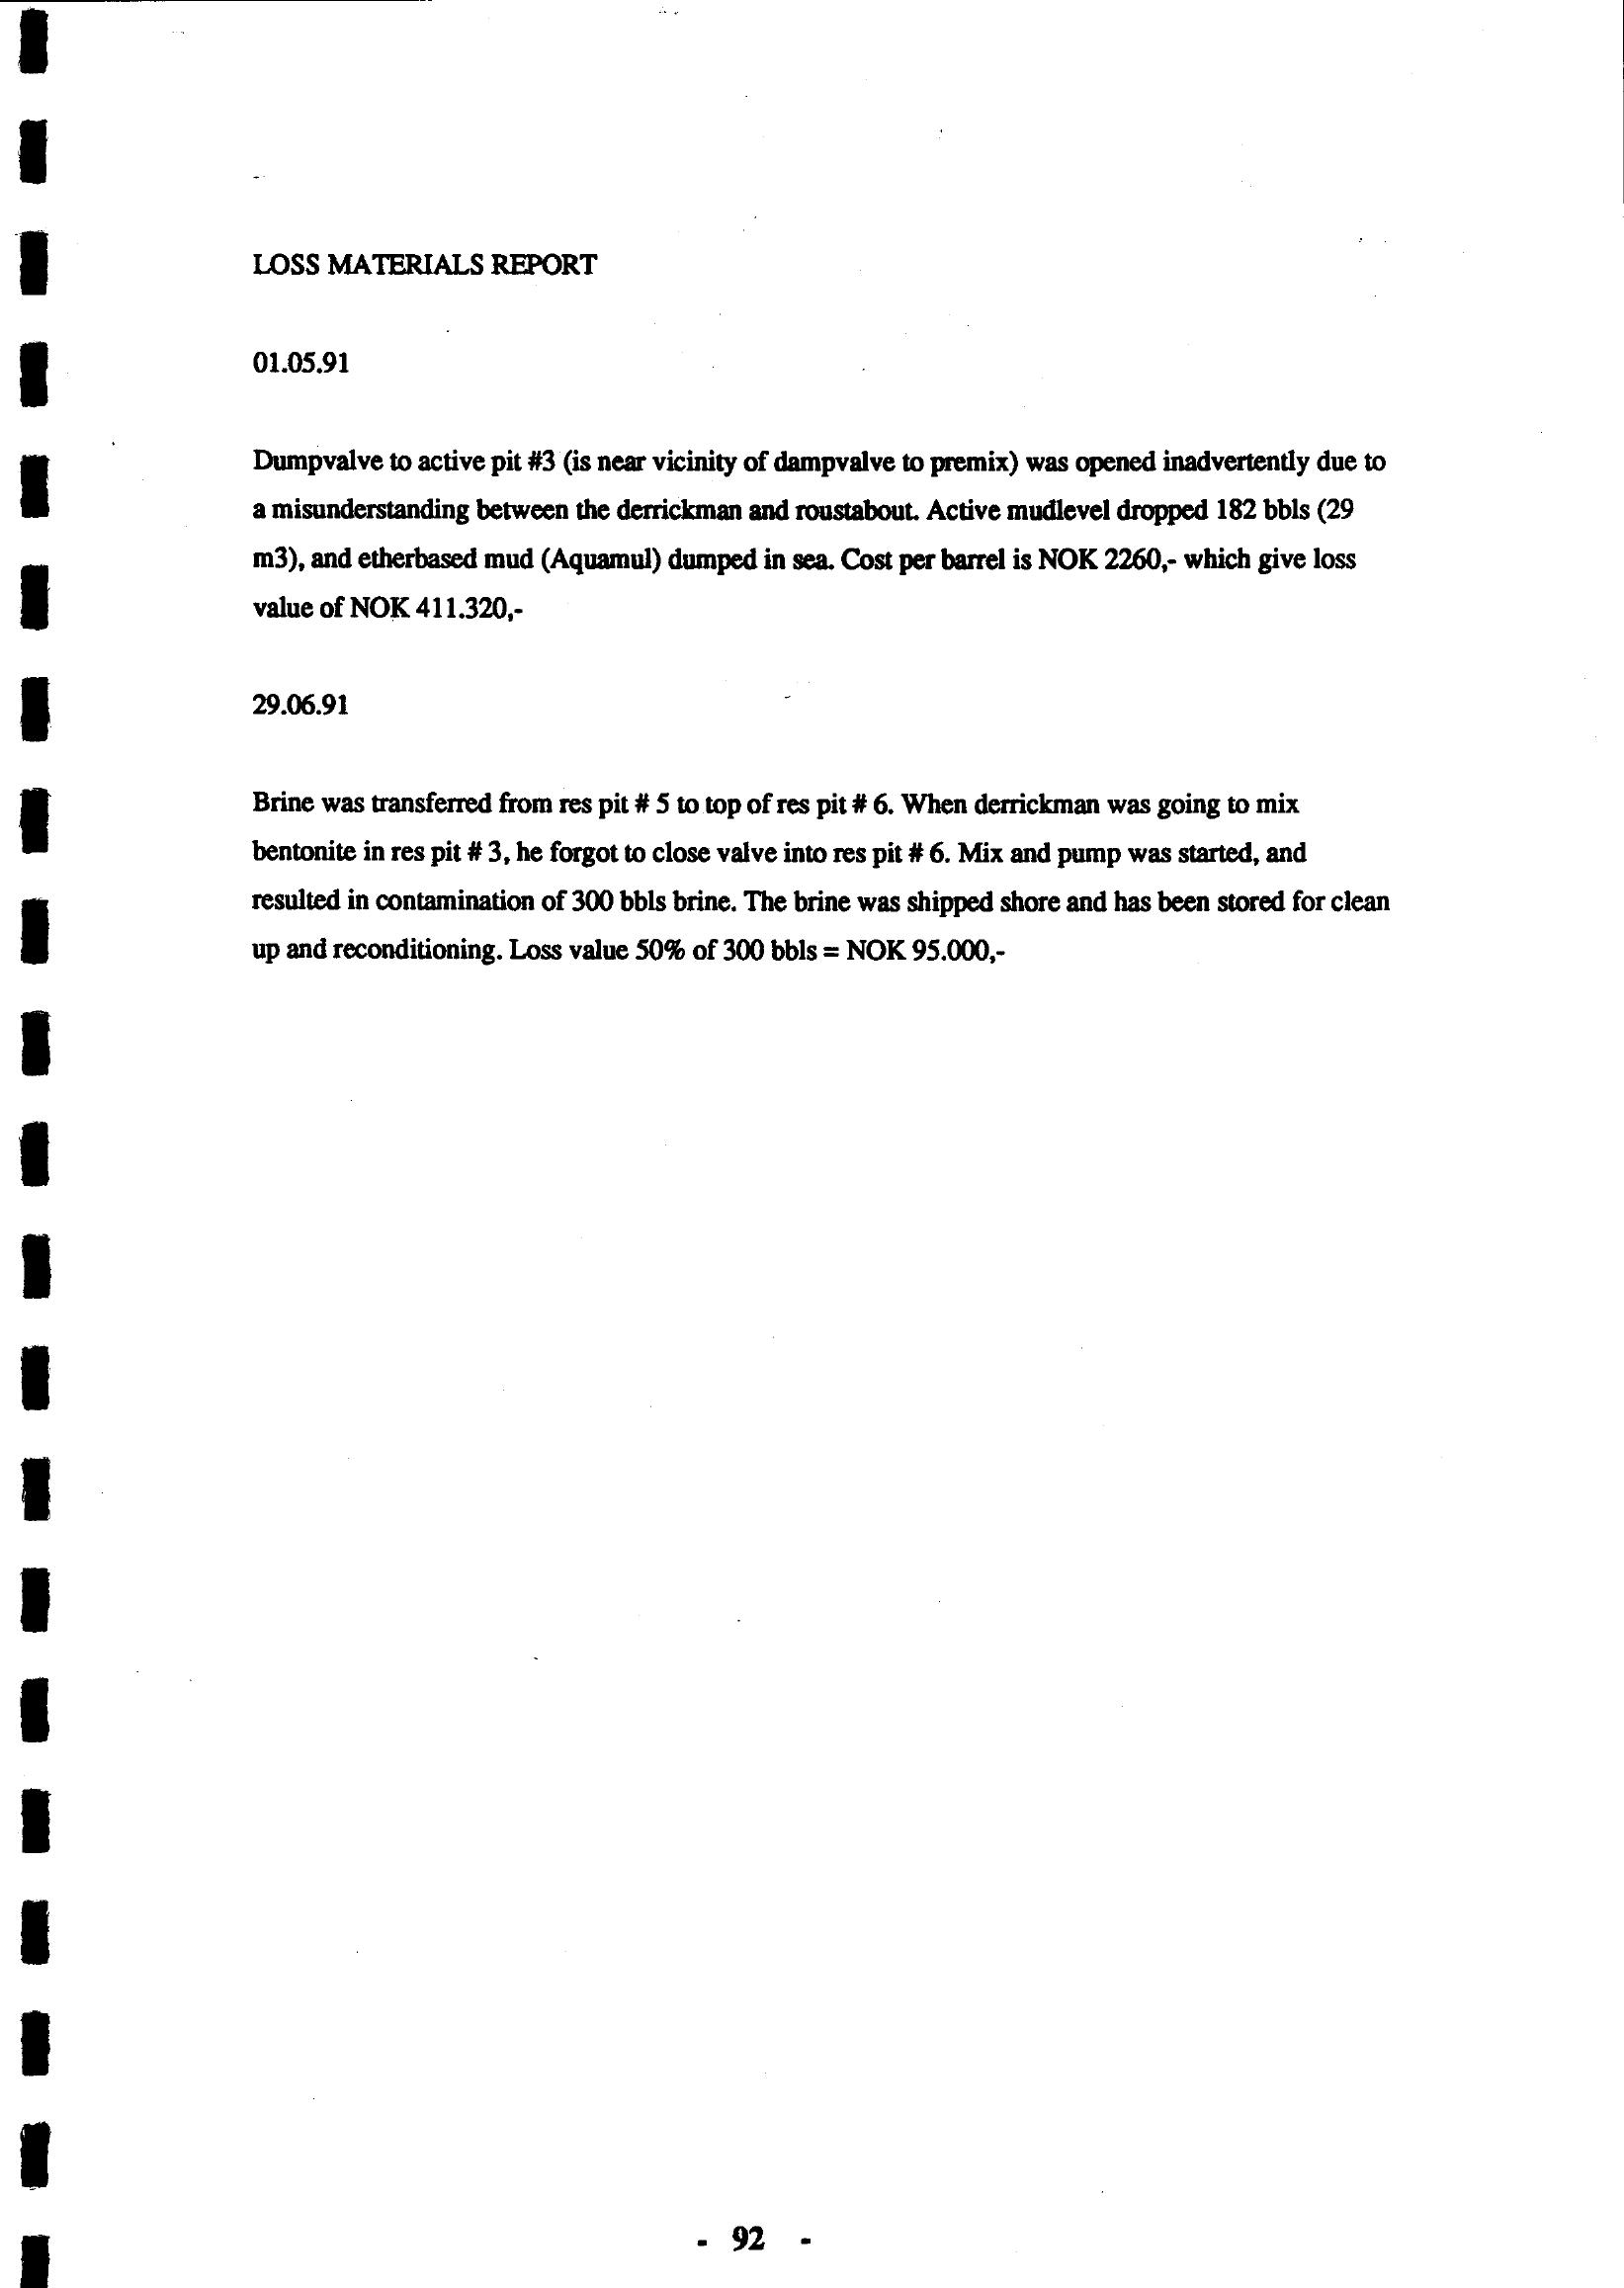 LOSS MATERIALS REPORT
01.05.91
Dumpvalve to active pit #3 (is near vicinity of dampvalve to premix) was opened inadvertently due to
a misunderstanding between the derrickman and roustabout. Active mudlevel dropped 182 bbls (29
m3), and etherbased mud (Aquamul) dumped in sea. Cost per barrel is NOK 2260,- which give loss
value of NOK 411.320,-
29.06.91
Brine was transferred from res pit # 5 to top of res pit # 6. When derrickman was going to mix
bentonite in res pit # 3, he forgot to close valve into res pit # 6. Mix and pump was started, and
resulted in contamination of 300 bbls brine. The brine was shipped shore and has been stored for clean
up and reconditioning. Loss value 50% of 300 bbls = NOK 95.000,-
- 92 -